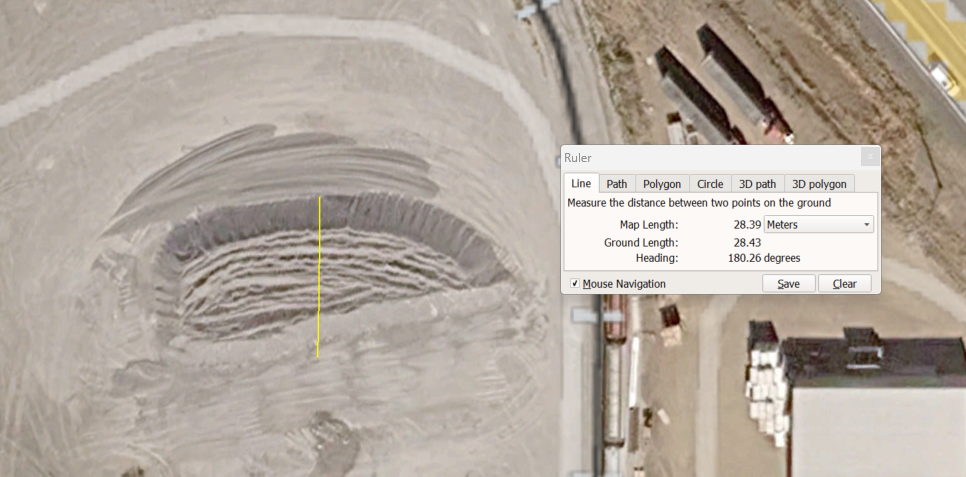 Ruler
Line Path Polygon Circle 3D path 3D polygon
Measure the distance between two points on the ground
Map Length: 28.39 Meters
Ground Length: 28.43
Heading: 180.26 degrees
Mouse Navigation Save Clear